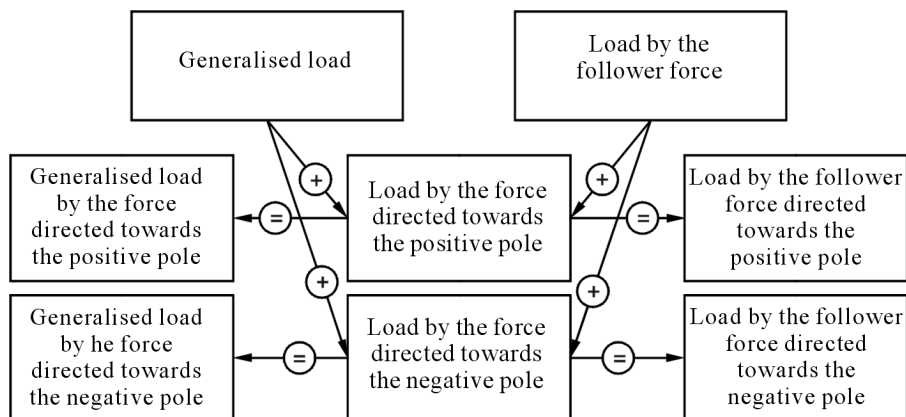 Generalised load
Load by the
follower force
+
+
Generalised load
by the force
directed towards
the positive pole
=
Load by the force
directed towards
the positive pole
=
Load by the follower
force directed
towards the
positive pole
+
+
Generalised load
by he force
directed towards
the negative pole
=
Load by the force
directed towards
the negative pole
=
Load by the follower
force directed
towards the
negative pole